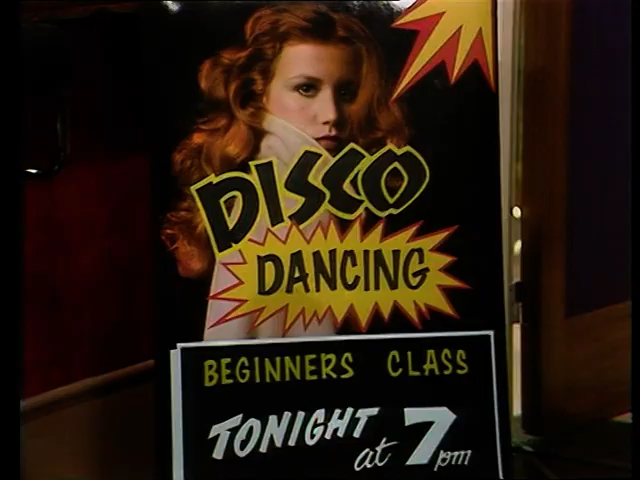 DISCO
DANCING
BEGINNERS CLASS
TONIGHT
at 7pm